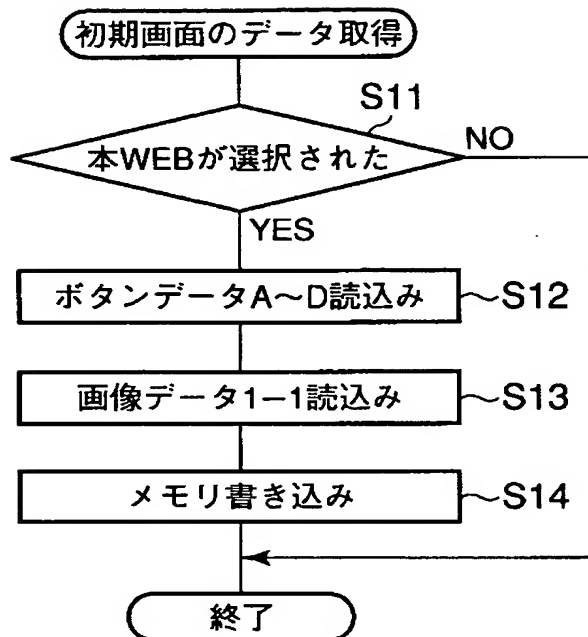 初期画面のデータ取得
S11
本WEBが選択された
NO
YES
ボタンデータA～D読込み
～S12
画像データ1−1読込み
～S13
メモリ書き込み
～S14
終了